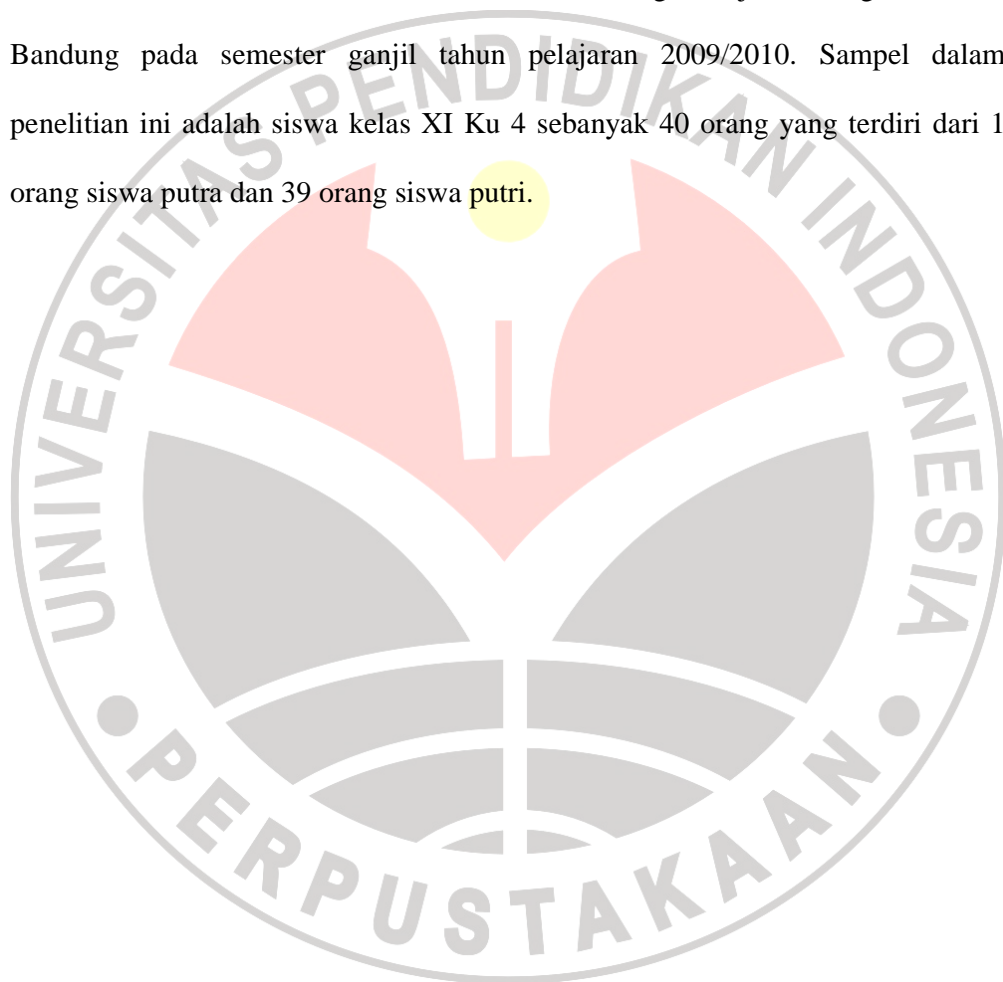 Bandung pada semester ganjil tahun pelajaran 2009/2010. Sampel dalam
penelitian ini adalah siswa kelas XI Ku 4 sebanyak 40 orang yang terdiri dari 1
orang siswa putra dan 39 orang siswa putri.
UNIVERSITAS PENDIDIKAN INDONESIA
PERPUSTAKAAN